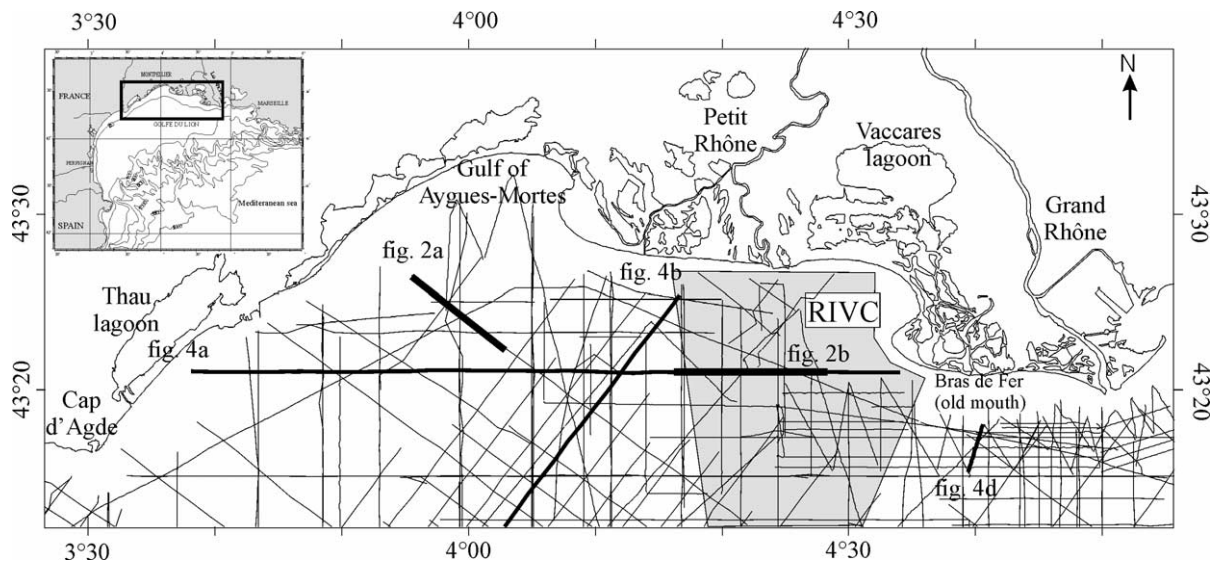 3°30
4°00
4°30
N
MONTPELLIER
FRANCE
MARSEILLE
GOLFE DU LION
PERPIGNAN
Mediterranean sea
SPAIN
Petit
Rhône
Vaccares
lagoon
Gulf of
Aygues-Mortes
Grand
Rhône
43°30
43°30
fig. 2a
fig. 4b
Thau
lagoon
RIVC
fig. 4a
fig. 2b
43°20
43°20
Bras de Fer
(old mouth)
Cap
d'Agde
fig. 4d
3°30
4°00
4°30